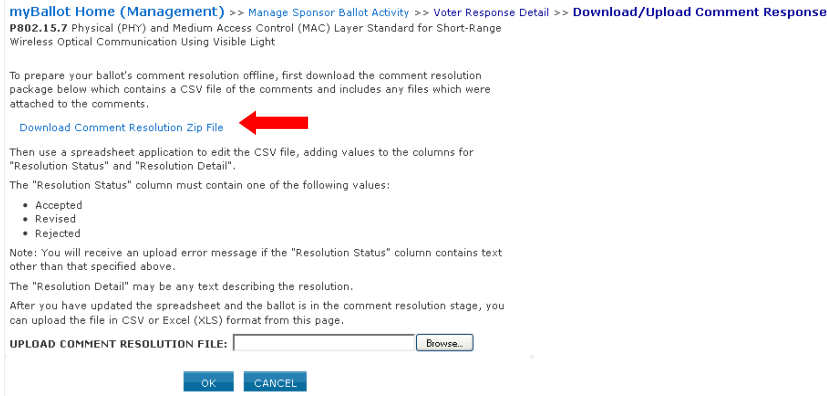 myBallot Home (Management) >> Manage Sponsor Ballot Activity >> Voter Response Detail >> Download/Upload Comment Response
P802.15.7 Physical (PHY) and Medium Access Control (MAC) Layer Standard for Short-Range
Wireless Optical Communication Using Visible Light
To prepare your ballot's comment resolution offline, first download the comment resolution
package below which contains a CSV file of the comments and includes any files which were
attached to the comments.
Download Comment Resolution Zip File
Then use a spreadsheet application to edit the CSV file, adding values to the columns for
"Resolution Status" and "Resolution Detail".
The "Resolution Status" column must contain one of the following values:
• Accepted
• Revised
• Rejected
Note: You will receive an upload error message if the "Resolution Status" column contains text
other than that specified above.
The "Resolution Detail" may be any text describing the resolution.
After you have updated the spreadsheet and the ballot is in the comment resolution stage, you
can upload the file in CSV or Excel (XLS) format from this page.
UPLOAD COMMENT RESOLUTION FILE: Browse...
OK CANCEL